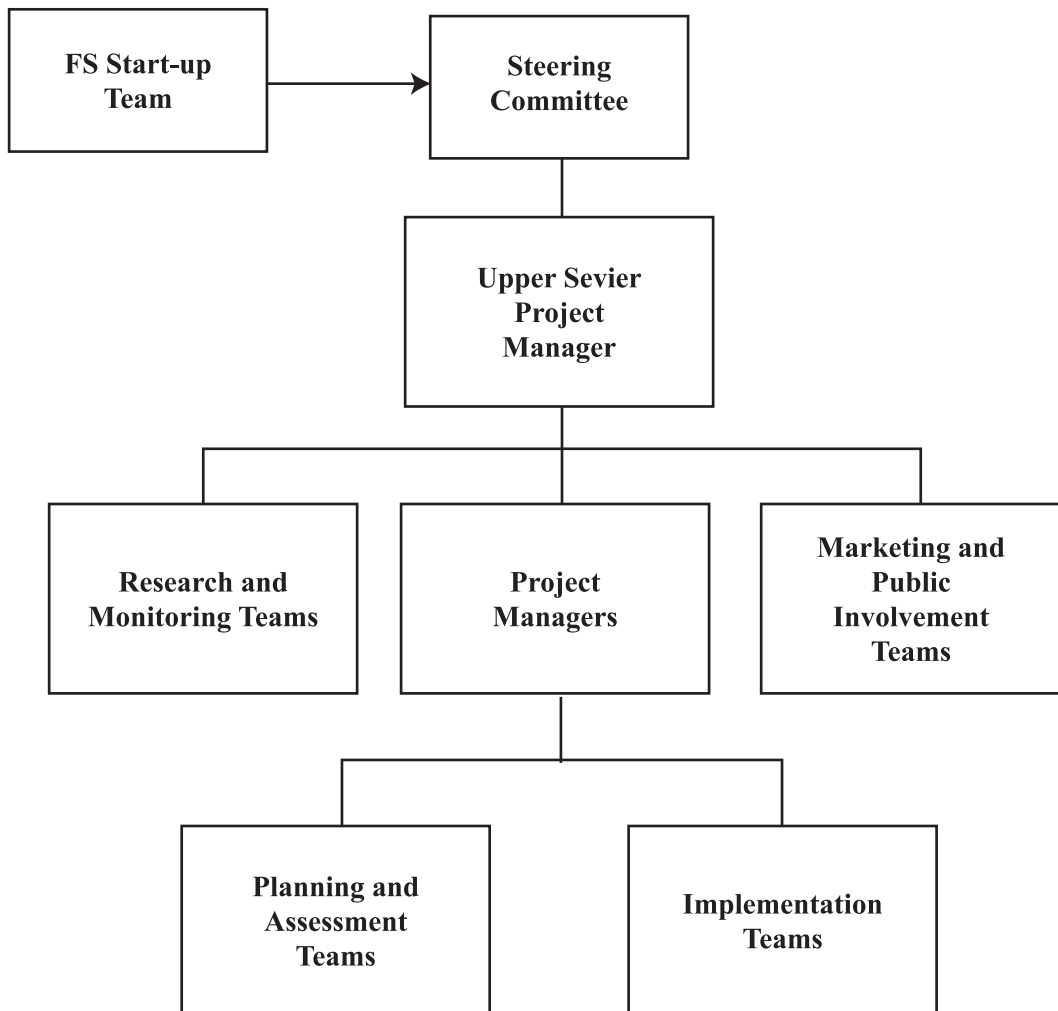 FS Start-up
Team
Steering
Committee
Upper Sevier
Project
Manager
Research and
Monitoring Teams
Project
Managers
Marketing and
Public
Involvement
Teams
Planning and
Assessment
Teams
Implementation
Teams